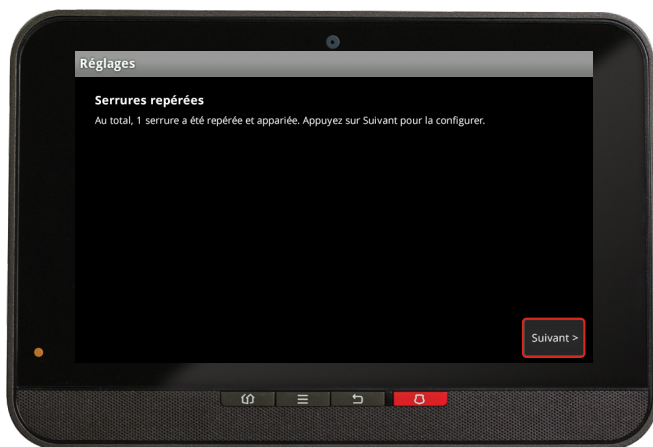 Réglages
Serrures repérées
Au total, 1 serrure a été repérée et appariée. Appuyez sur Suivant pour la configurer.
Suivant >